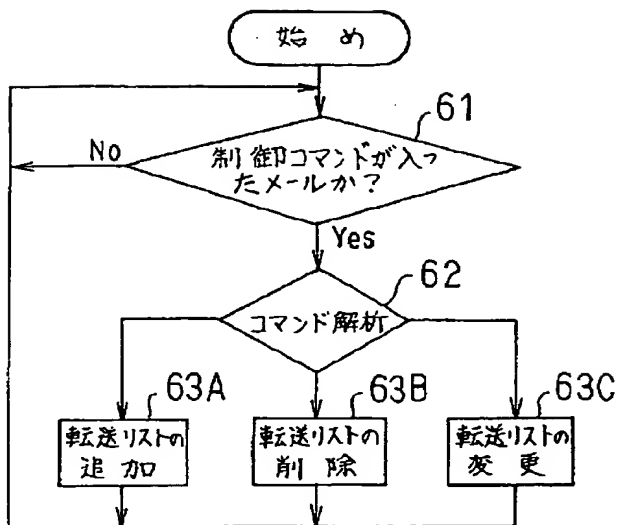 始め
61
制御コマンドが入っ
たメールか？
No
Yes
62
コマンド解析
63A
63B
63C
転送リストの
追加
転送リストの
削除
転送リストの
変更